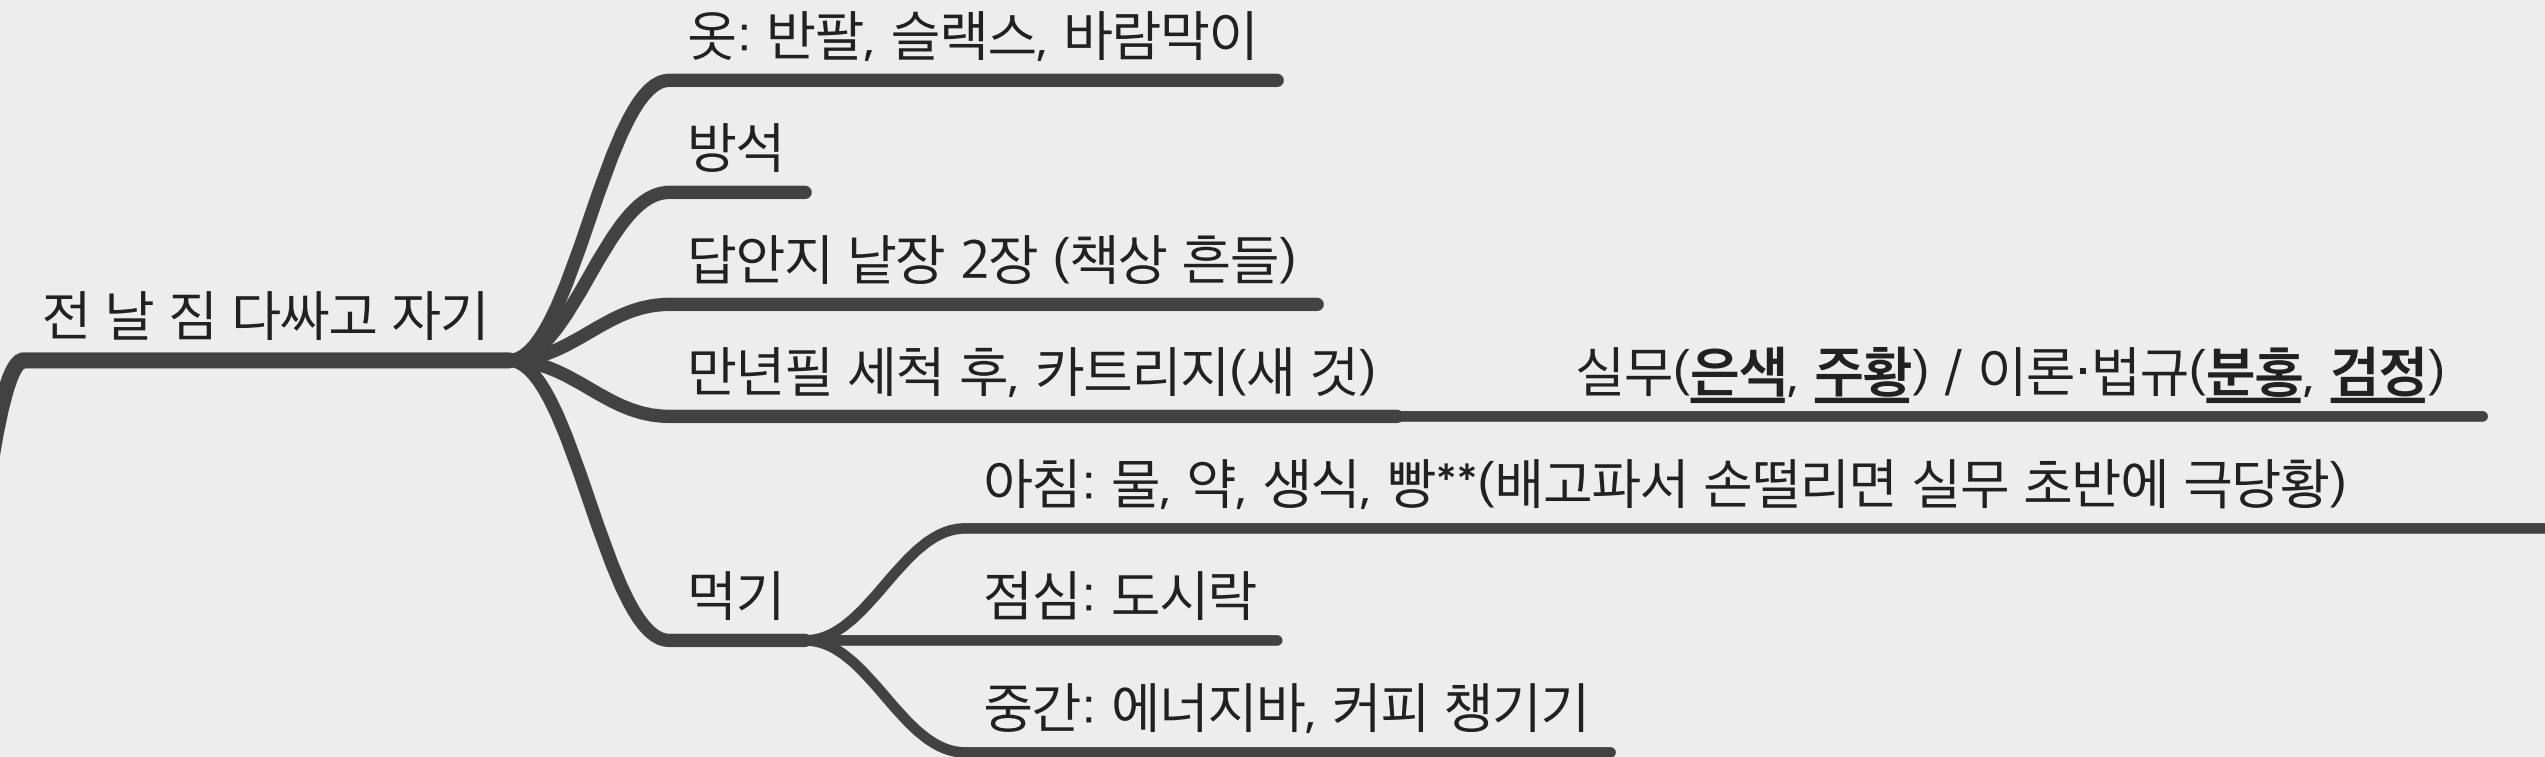 옷: 반팔, 슬랙스, 바람막이
방석
답안지 낱장 2장 (책상 흔들)
전 날 짐 다싸고 자기
만년필 세척 후, 카트리지(새 것)
실무(은색, 주황) / 이론·법규(분홍, 검정)
아침: 물, 약, 생식, 빵**(배고파서 손떨리면 실무 초반에 극당황)
먹기
점심: 도시락
중간: 에너지바, 커피 챙기기